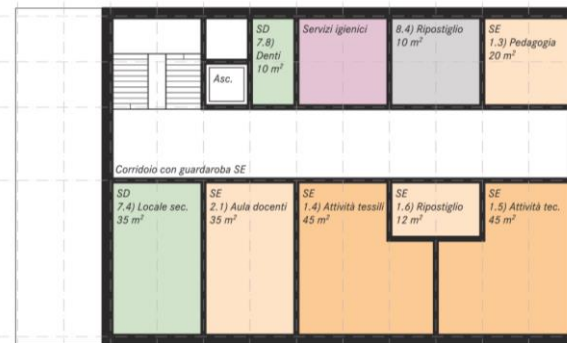 SD
7.8)
Denti
10 m²
Servizi igienici
8.4) Ripostiglio
10 m²
SE
1.3) Pedagogia
20 m²
Asc.
Corridoio con guardaroba SE
SD
7.4) Locale sec.
35 m²
SE
2.1) Aula docenti
35 m²
SE
1.4) Attività tessili
45 m²
SE
1.6) Ripostiglio
12 m²
SE
1.5) Attività tec.
45 m²